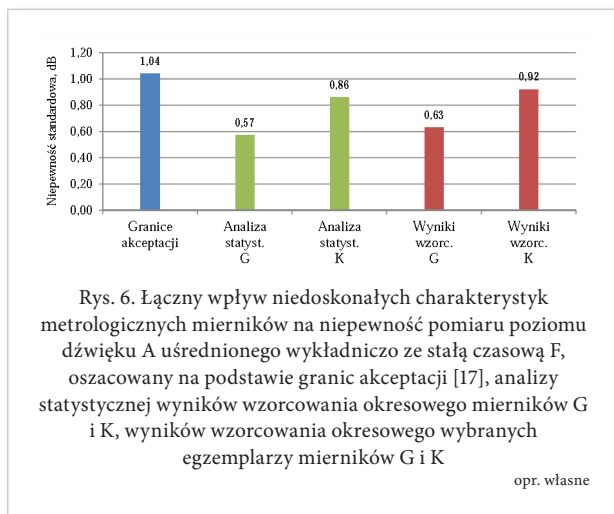 1,20
1,00
0,80
0,60
0,40
0,20
0,00
Niepewność standardowa, dB
1,04
0,57
0,86
0,63
0,92
Granice
akceptacji
Analiza
statyst.
G
Analiza
statyst.
K
Wyniki
wzorc.
G
Wyniki
wzorc.
K
Rys. 6. Łączny wpływ niedoskonałych charakterystyk
metrologicznych mierników na niepewność pomiaru poziomu
dźwięku A uśrednionego wykładniczo ze stałą czasową F,
oszacowany na podstawie granic akceptacji [17], analizy
statystycznej wyników wzorcowania okresowego mierników G
i K, wyników wzorcowania okresowego wybranych
egzemplarzy mierników G i K
opr. własne